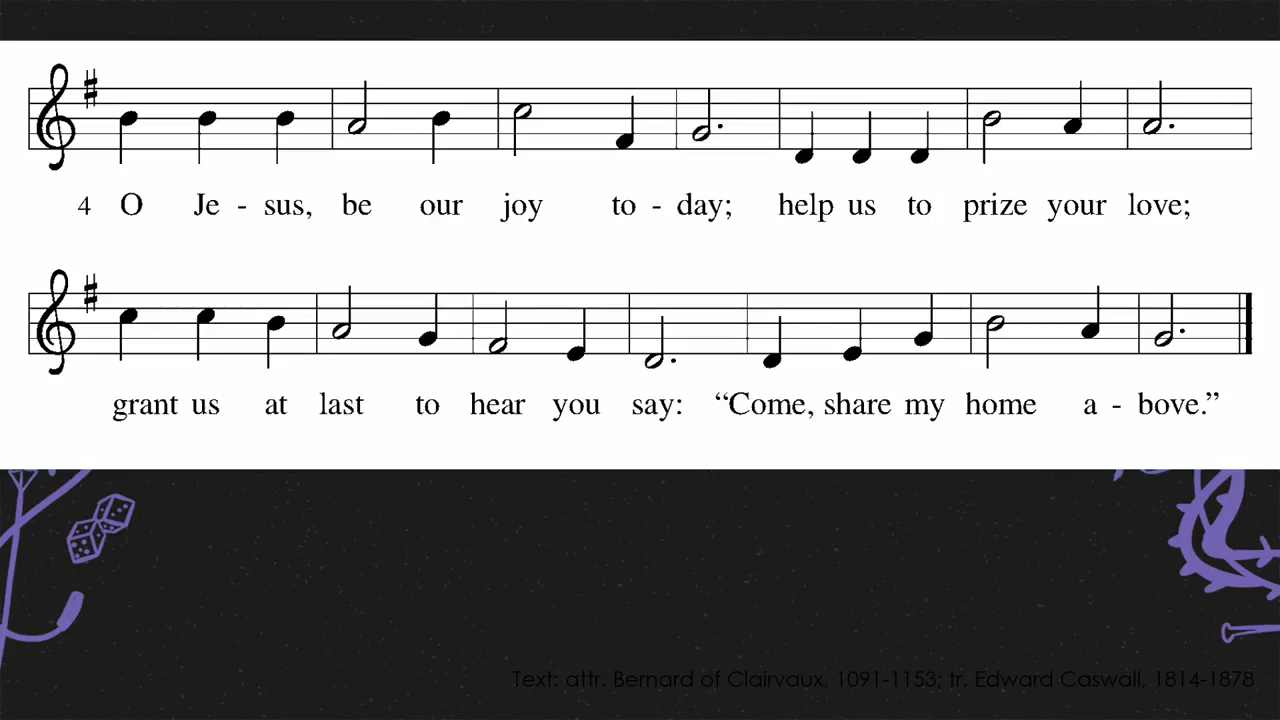 4 O Je - sus, be our joy to - day; help us to prize your love;
grant us at last to hear you say: “Come, share my home a - bove.”
Text: attr. Bernard of Clairvaux, 1091-1153; tr. Edward Caswall, 1814-1878